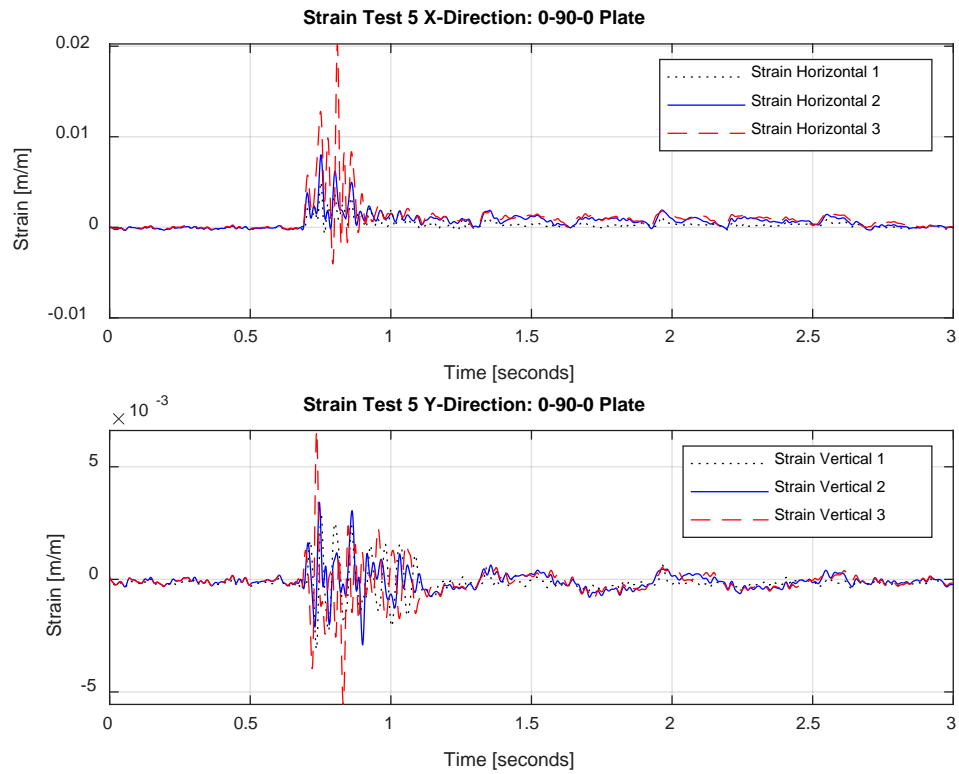 Strain Test 5 X-Direction: 0-90-0 Plate
0.02
0.01
0
-0.01
Strain [m/m]
Strain Horizontal 1
Strain Horizontal 2
Strain Horizontal 3
0 0.5 1 1.5 2 2.5 3
Time [seconds]
× 10 -3
Strain Test 5 Y-Direction: 0-90-0 Plate
5
0
-5
Strain [m/m]
Strain Vertical 1
Strain Vertical 2
Strain Vertical 3
0 0.5 1 1.5 2 2.5 3
Time [seconds]